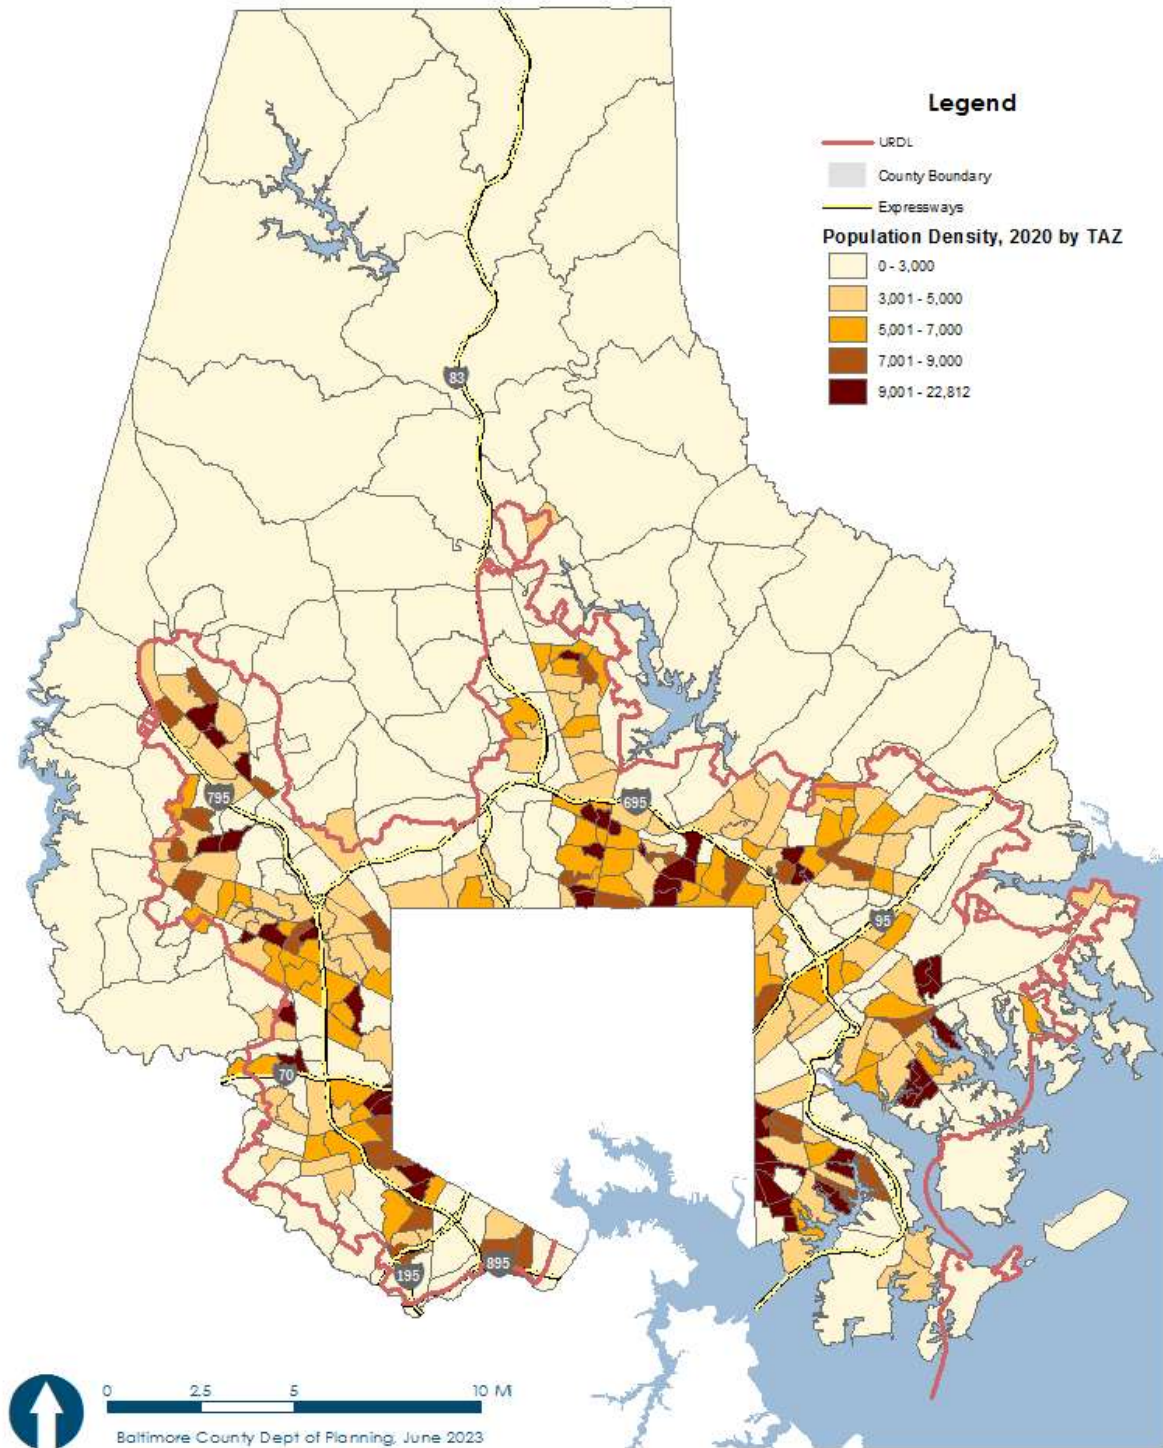 Legend
URDL
County Boundary
Expressways
Population Density, 2020 by TAZ
0 - 3,000
3,001 - 5,000
5,001 - 7,000
7,001 - 9,000
9,001 - 22,812
83
795
695
95
70
195
895
0 2.5 5 10 Mi
Baltimore County Dept of Planning, June 2023